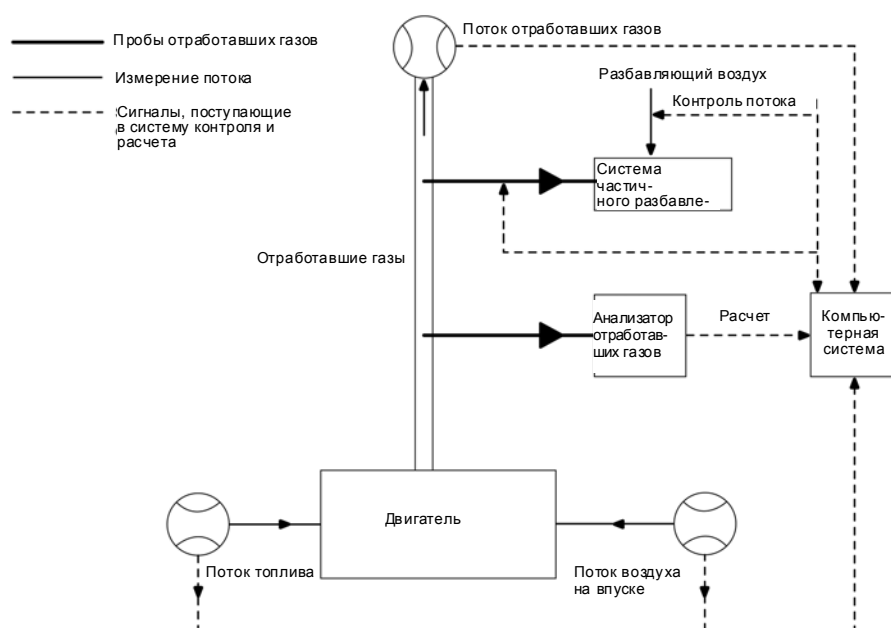 Поток отработавших газов
Пробы отработавших газов
Измерение потока
Сигналы, поступающие
в систему контроля и
расчета
Разбавляющий воздух
Контроль потока
Система
частич-
ного разбавле-
Отработавшие газы
Анализатор
отработав-
ших газов
Расчет
Компью-
терная
система
Двигатель
Поток топлива
Поток воздуха
на впуске